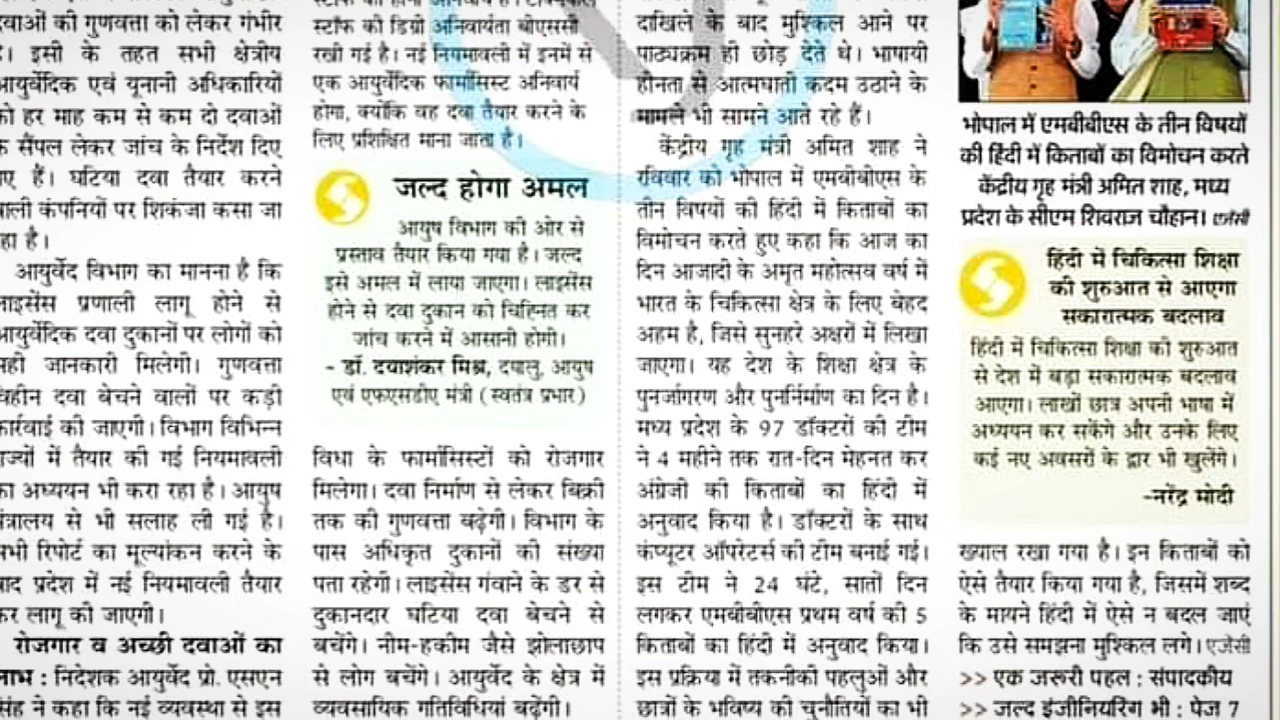 दवाओं की गुणवत्ता को लेकर गंभीर
है। इसी के तहत सभी क्षेत्रीय
आयुर्वेदिक एवं यूनानी अधिकारियों
को हर माह कम से कम दो दवाओं
के सैंपल लेकर जांच के निर्देश दिए
गए हैं। घटिया दवा तैयार करने
वाली कंपनियों पर शिकंजा कसा जा
रहा है।
आयुर्वेद विभाग का मानना है कि
लाइसेंस प्रणाली लागू होने से
आयुर्वेदिक दवा दुकानों पर लोगों को
सही जानकारी मिलेगी। गुणवत्ता
विहीन दवा बेचने वालों पर कड़ी
कार्रवाई की जाएगी। विभाग विभिन्न
राज्यों में तैयार की गई नियमावली
का अध्ययन भी करा रहा है। आयुष
मंत्रालय से भी सलाह ली गई है।
सभी रिपोर्ट का मूल्यांकन करने के
बाद प्रदेश में नई नियमावली तैयार
कर लागू की जाएगी।
रोजगार व अच्छी दवाओं का
लाभ : निदेशक आयुर्वेद प्रो. एसएन
सिंह ने कहा कि नई व्यवस्था से इस
स्टॉफ की डिग्री अनिवार्यता बीएससी
रखी गई है। नई नियमावली में इनमें से
एक आयुर्वेदिक फार्मासिस्ट अनिवार्य
होगा, क्योंकि वह दवा तैयार करने के
लिए प्रशिक्षित माना जाता है।
जल्द होगा अमल
आयुष विभाग की ओर से
प्रस्ताव तैयार किया गया है। जल्द
इसे अमल में लाया जाएगा। लाइसेंस
होने से दवा दुकान को चिह्नित कर
जांच करने में आसानी होगी।
- डॉ. दयाशंकर मिश्र, दयालु, आयुष
एवं एफएसडीए मंत्री (स्वतंत्र प्रभार)
विधा के फार्मासिस्टों को रोजगार
मिलेगा। दवा निर्माण से लेकर बिक्री
तक की गुणवत्ता बढ़ेगी। विभाग के
पास अधिकृत दुकानों की संख्या
पता रहेगी। लाइसेंस गंवाने के डर से
दुकानदार घटिया दवा बेचने से
बचेंगे। नीम-हकीम जैसे झोलाछाप
से लोग बचेंगे। आयुर्वेद के क्षेत्र में
व्यवसायिक गतिविधियां बढ़ेंगी।
दाखिले के बाद मुश्किल आने पर
पाठ्यक्रम ही छोड़ देते थे। भाषायी
हीनता से आत्मघाती कदम उठाने के
मामले भी सामने आते रहे हैं।
केंद्रीय गृह मंत्री अमित शाह ने
रविवार को भोपाल में एमबीबीएस के
तीन विषयों की हिंदी में किताबों का
विमोचन करते हुए कहा कि आज का
दिन आजादी के अमृत महोत्सव वर्ष में
भारत के चिकित्सा क्षेत्र के लिए बेहद
अहम है, जिसे सुनहरे अक्षरों में लिखा
जाएगा। यह देश के शिक्षा क्षेत्र के
पुनर्जागरण और पुनर्निर्माण का दिन है।
मध्य प्रदेश के 97 डॉक्टरों की टीम
ने 4 महीने तक रात-दिन मेहनत कर
अंग्रेजी की किताबों का हिंदी में
अनुवाद किया है। डॉक्टरों के साथ
कंप्यूटर ऑपरेटर्स की टीम बनाई गई।
इस टीम ने 24 घंटे, सातों दिन
लगकर एमबीबीएस प्रथम वर्ष की 5
किताबों का हिंदी में अनुवाद किया।
इस प्रक्रिया में तकनीकी पहलुओं और
छात्रों के भविष्य की चुनौतियों का भी
भोपाल में एमबीबीएस के तीन विषयों
की हिंदी में किताबों का विमोचन करते
केंद्रीय गृह मंत्री अमित शाह, मध्य
प्रदेश के सीएम शिवराज चौहान। एजेंसी
हिंदी में चिकित्सा शिक्षा
की शुरुआत से आएगा
सकारात्मक बदलाव
हिंदी में चिकित्सा शिक्षा की शुरुआत
से देश में बड़ा सकारात्मक बदलाव
आएगा। लाखों छात्र अपनी भाषा में
अध्ययन कर सकेंगे और उनके लिए
कई नए अवसरों के द्वार भी खुलेंगे।
-नरेंद्र मोदी
ख्याल रखा गया है। इन किताबों को
ऐसे तैयार किया गया है, जिसमें शब्द
के मायने हिंदी में ऐसे न बदल जाएं
कि उसे समझना मुश्किल लगे। एजेंसी
>> एक जरूरी पहल : संपादकीय
>> जल्द इंजीनियरिंग भी : पेज 7